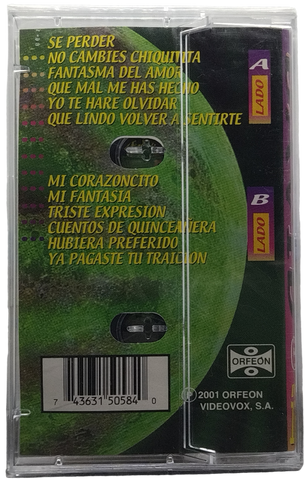 SE PERDER
NO CAMBIES CHIQUITITA
FANTASMA DEL AMOR
QUE MAL ME HAS HECHO
YO TE HARE OLVIDAR
QUE LINDO VOLVER A SENTIRTE
A
LADO
MI CORAZONCITO
MI FANTASIA
TRISTE EXPRESION
CUENTOS DE QUINCEAÑERA
HUBIERA PREFERIDO
YA PAGASTE TU TRAICION
B
LADO
ORFEÓN
7 43631 50584 0
℗ 2001 ORFEON
VIDEOVOX, S.A.